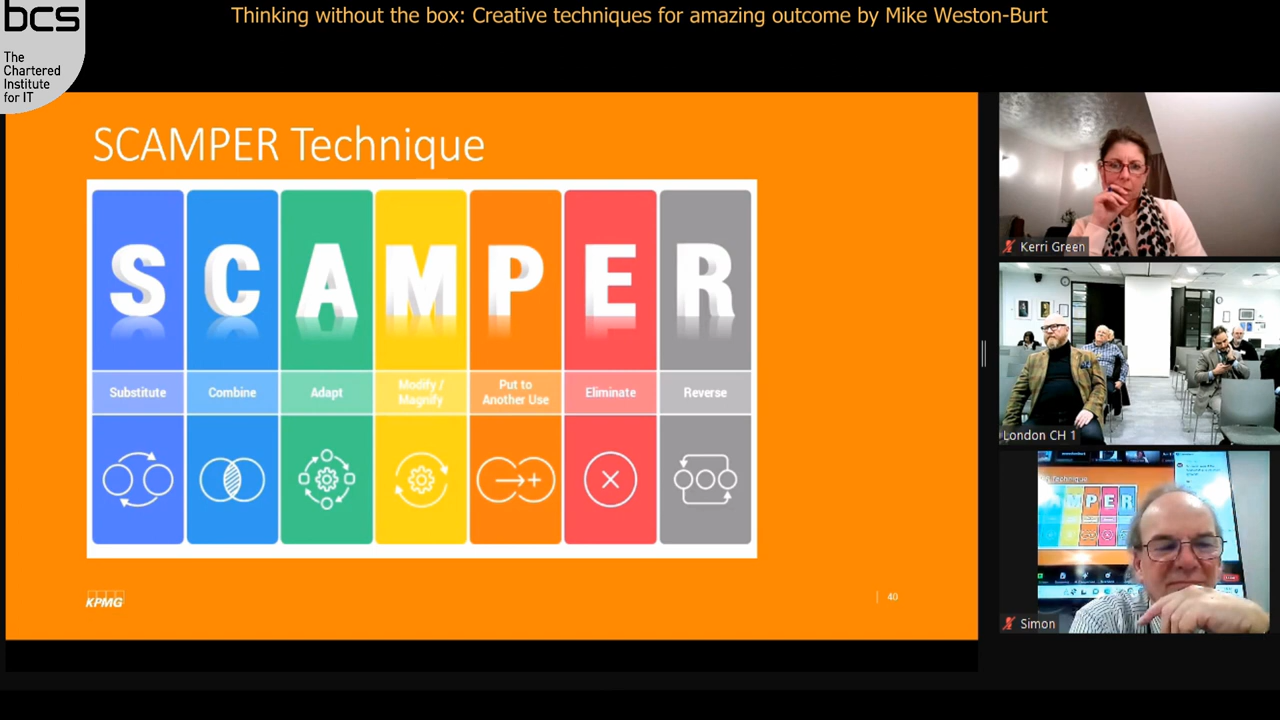 Thinking without the box: Creative techniques for amazing outcome by Mike Weston-Burt
bcs
The
Chartered
Institute
for IT
SCAMPER Technique
S C A M P E R
Substitute
Combine
Adapt
Modify /
Magnify
Put to
Another Use
Eliminate
Reverse
KPMG
40
Kerri Green
London CH 1
Technique
M P E R
Simon